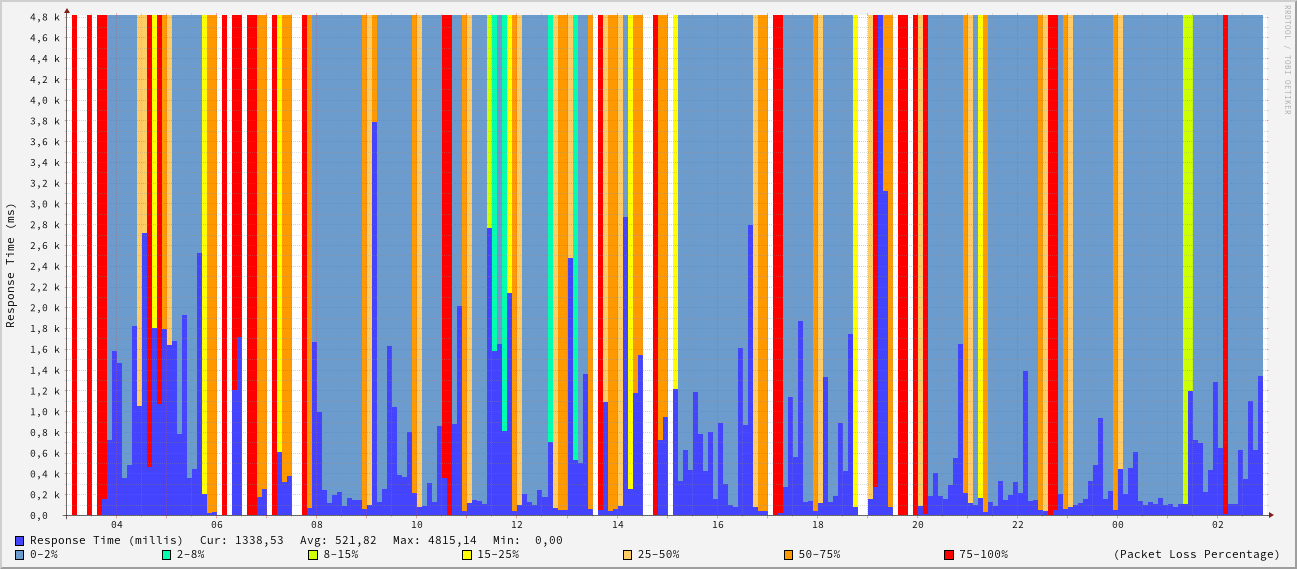 4,8 k
4,6 k
4,4 k
4,2 k
4,0 k
3,8 k
3,6 k
3,4 k
3,2 k
3,0 k
2,8 k
2,6 k
2,4 k
2,2 k
2,0 k
1,8 k
1,6 k
1,4 k
1,2 k
1,0 k
0,8 k
0,6 k
0,4 k
0,2 k
0,0
Response Time (ms)
RRDTOOL / TOBI OETIKER
04 06 08 10 12 14 16 18 20 22 00 02
Response Time (millis) Cur: 1338,53 Avg: 521,82 Max: 4815,14 Min: 0,00
0-2% 2-8% 8-15% 15-25% 25-50% 50-75% 75-100% (Packet Loss Percentage)